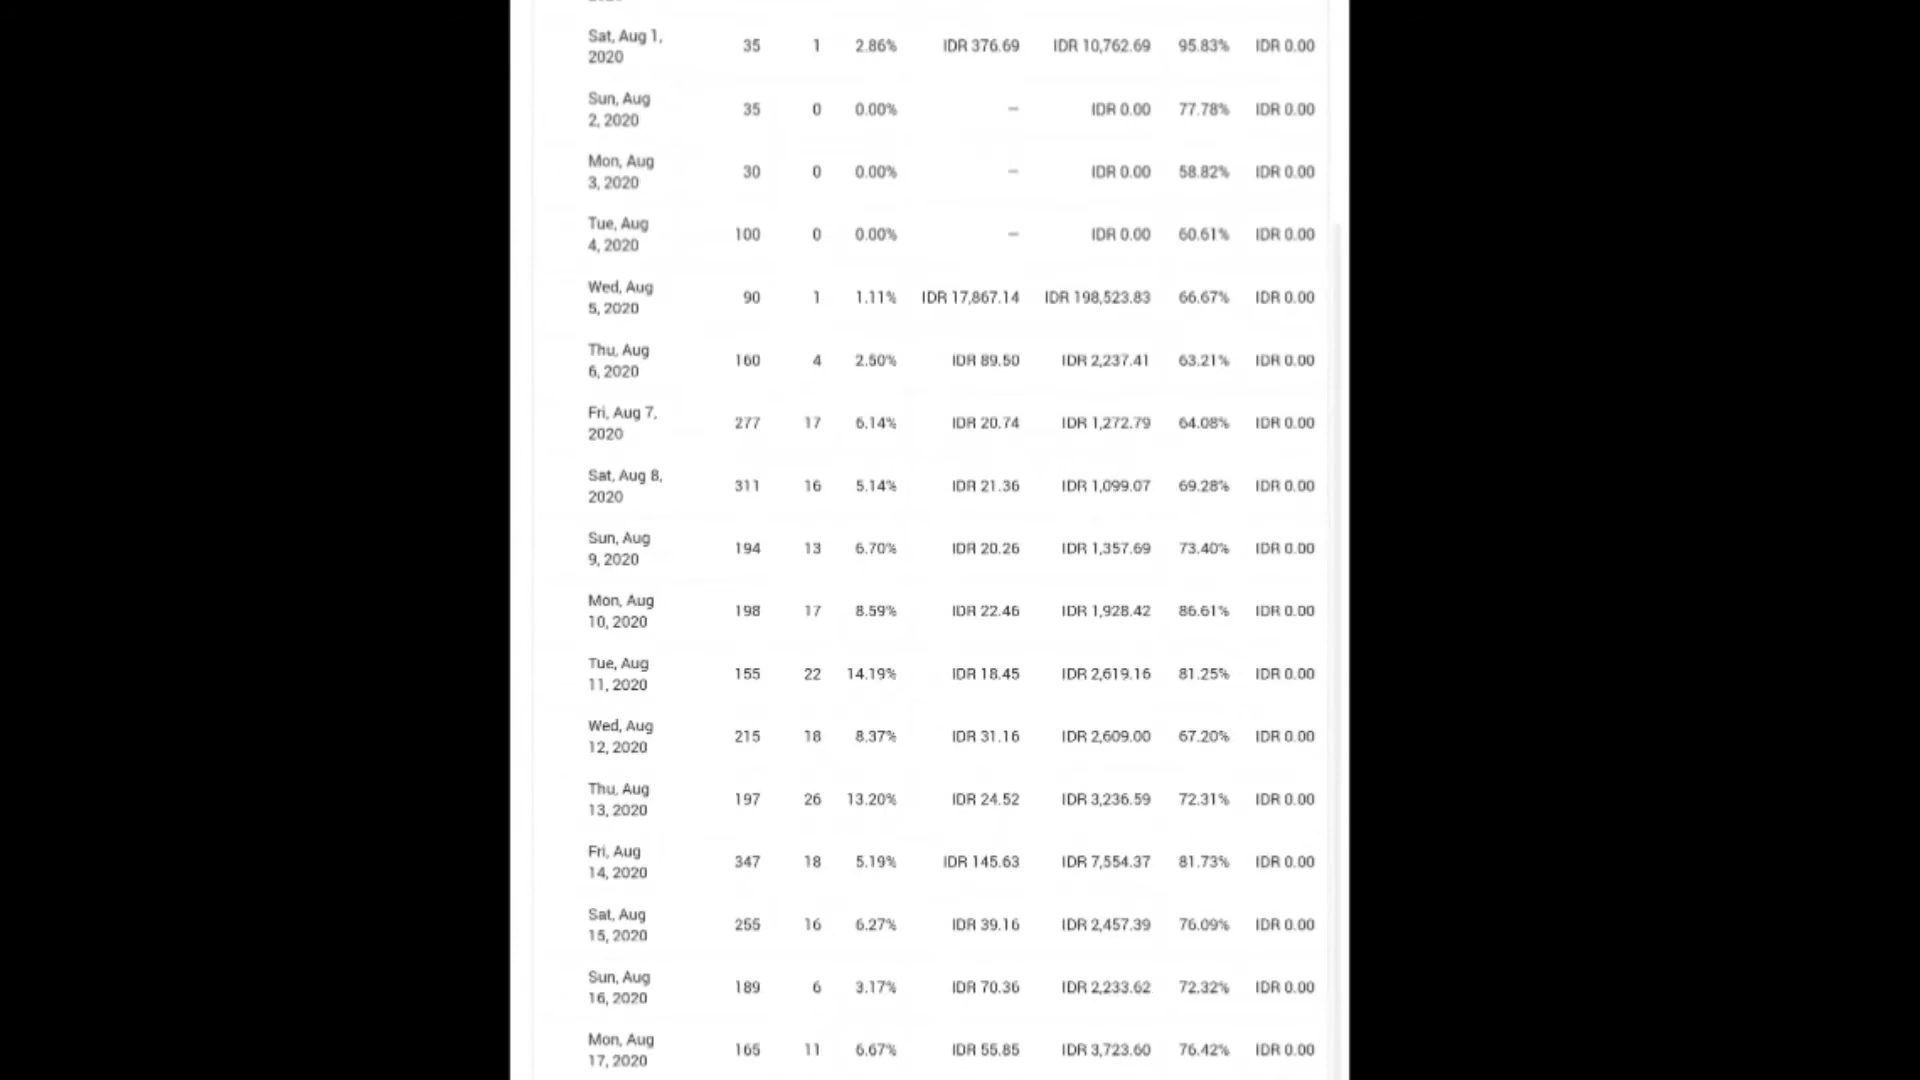 Sat, Aug 1, 35 1 2.86% IDR 376.69 IDR 10,762.69 95.83% IDR 0.00
2020
Sun, Aug 35 0 0.00% — IDR 0.00 77.78% IDR 0.00
2, 2020
Mon, Aug 30 0 0.00% — IDR 0.00 58.82% IDR 0.00
3, 2020
Tue, Aug 100 0 0.00% — IDR 0.00 60.61% IDR 0.00
4, 2020
Wed, Aug 90 1 1.11% IDR 17,867.14 IDR 198,523.83 66.67% IDR 0.00
5, 2020
Thu, Aug 160 4 2.50% IDR 89.50 IDR 2,237.41 63.21% IDR 0.00
6, 2020
Fri, Aug 7, 277 17 6.14% IDR 20.74 IDR 1,272.79 64.08% IDR 0.00
2020
Sat, Aug 8, 311 16 5.14% IDR 21.36 IDR 1,099.07 69.28% IDR 0.00
2020
Sun, Aug 194 13 6.70% IDR 20.26 IDR 1,357.69 73.40% IDR 0.00
9, 2020
Mon, Aug 198 17 8.59% IDR 22.46 IDR 1,928.42 86.61% IDR 0.00
10, 2020
Tue, Aug 155 22 14.19% IDR 18.45 IDR 2,619.16 81.25% IDR 0.00
11, 2020
Wed, Aug 215 18 8.37% IDR 31.16 IDR 2,609.00 67.20% IDR 0.00
12, 2020
Thu, Aug 197 26 13.20% IDR 24.52 IDR 3,236.59 72.31% IDR 0.00
13, 2020
Fri, Aug 347 18 5.19% IDR 145.63 IDR 7,554.37 81.73% IDR 0.00
14, 2020
Sat, Aug 255 16 6.27% IDR 39.16 IDR 2,457.39 76.09% IDR 0.00
15, 2020
Sun, Aug 189 6 3.17% IDR 70.36 IDR 2,233.62 72.32% IDR 0.00
16, 2020
Mon, Aug 165 11 6.67% IDR 55.85 IDR 3,723.60 76.42% IDR 0.00
17, 2020